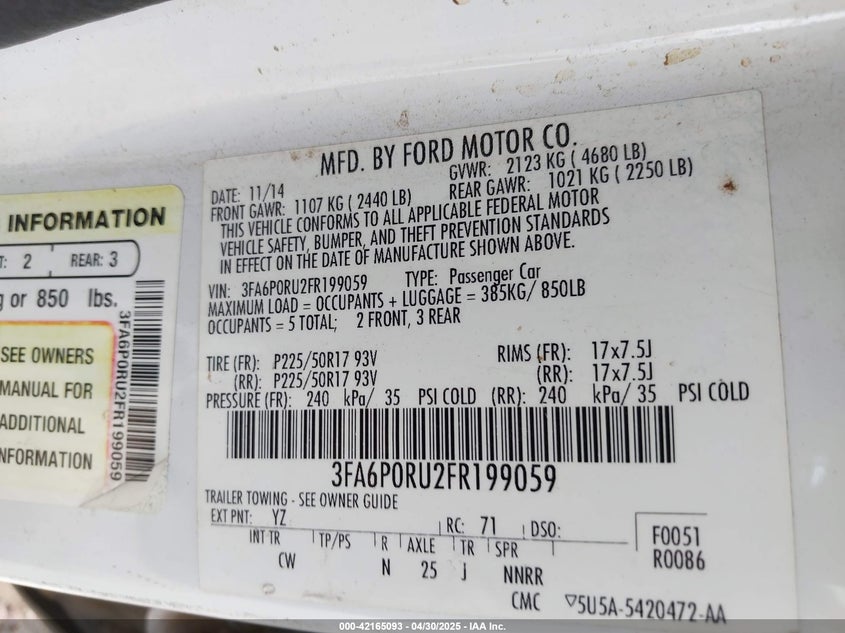 MFD. BY FORD MOTOR CO.
DATE: 11/14
GVWR: 2123 KG ( 4680 LB)
FRONT GAWR: 1107 KG ( 2440 LB)
REAR GAWR: 1021 KG ( 2250 LB)
THIS VEHICLE CONFORMS TO ALL APPLICABLE FEDERAL MOTOR
VEHICLE SAFETY, BUMPER, AND THEFT PREVENTION STANDARDS
IN EFFECT ON THE DATE OF MANUFACTURE SHOWN ABOVE.
VIN: 3FA6P0RU2FR199059 TYPE: Passenger Car
MAXIMUM LOAD = OCCUPANTS + LUGGAGE = 385KG/ 850LB
OCCUPANTS = 5 TOTAL; 2 FRONT, 3 REAR
TIRE (FR): P225/50R17 93V RIMS (FR): 17x7.5J
(RR): P225/50R17 93V (RR): 17x7.5J
PRESSURE (FR): 240 kPa/ 35 PSI COLD (RR): 240 kPa/ 35 PSI COLD
3FA6P0RU2FR199059
TRAILER TOWING - SEE OWNER GUIDE
EXT PNT: YZ RC: 71 DSO: F0051
INT TR TP/PS R AXLE TR SPR R0086
CW N 25 J NNRR
CMC ▽5U5A-5420472-AA
INFORMATION
: 2 REAR: 3
or 850 lbs.
SEE OWNERS
MANUAL FOR
ADDITIONAL
INFORMATION
3FA6P0RU2FR199059
000-42165093 - 04/30/2025 - IAA Inc.